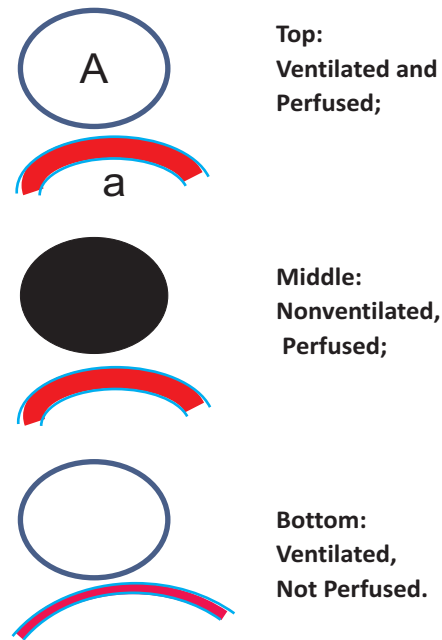 A
a
Top:
Ventilated and
Perfused;
Middle:
Nonventilated,
Perfused;
Bottom:
Ventilated,
Not Perfused.